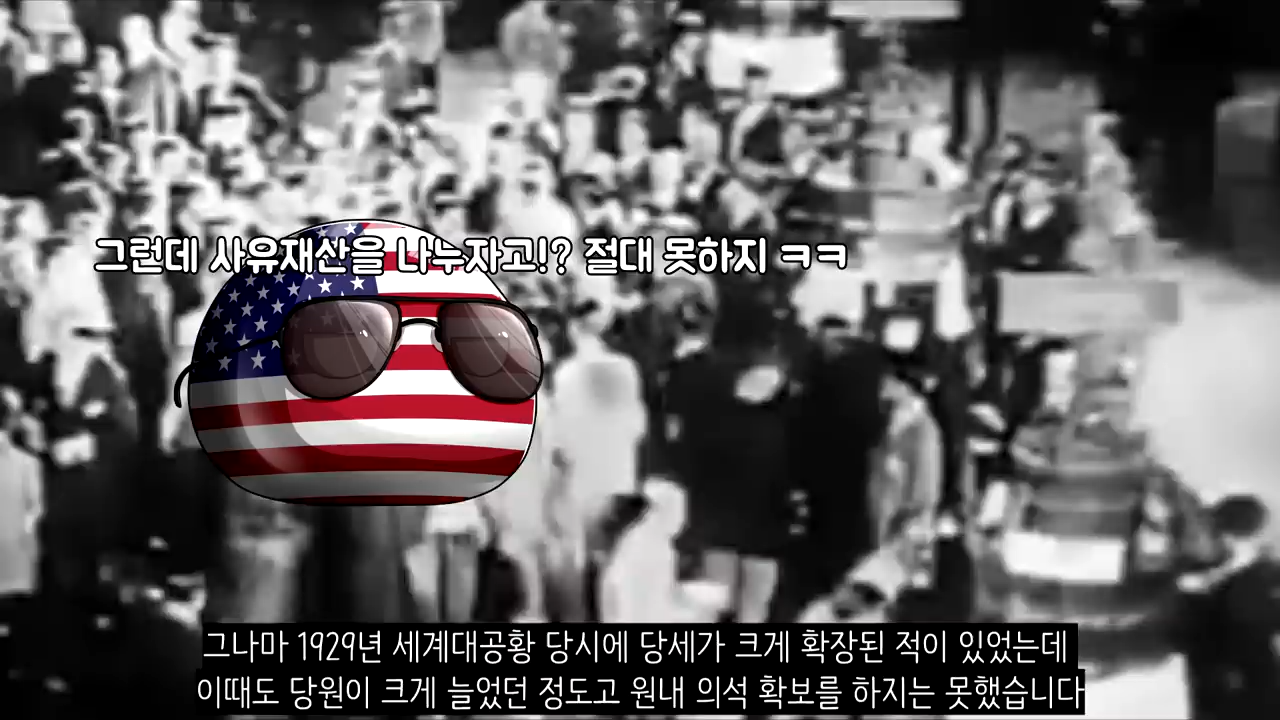 그런데 사유재산을 나누자고!? 절대 못하지 ㅋㅋ
그나마 1929년 세계대공황 당시에 당세가 크게 확장된 적이 있었는데
이때도 당원이 크게 늘었던 정도고 원내 의석 확보를 하지는 못했습니다